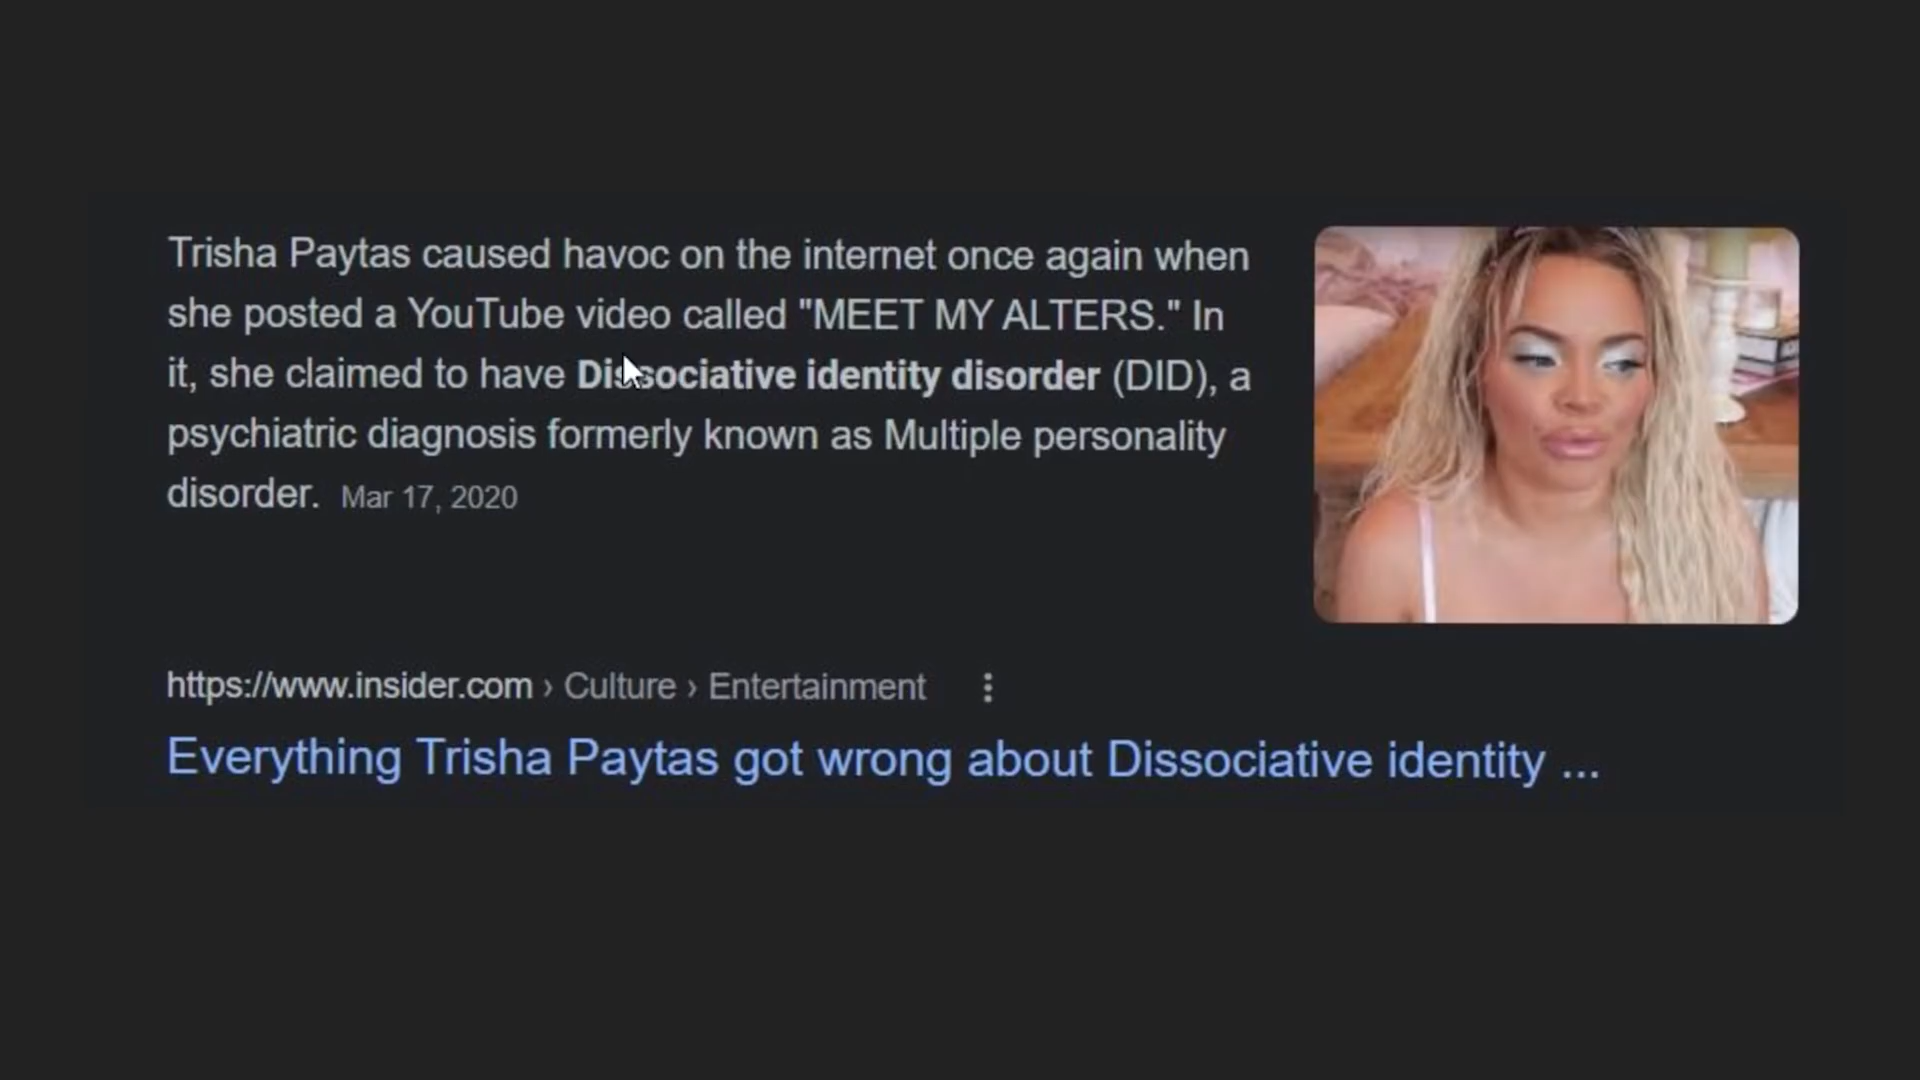 Trisha Paytas caused havoc on the internet once again when
she posted a YouTube video called "MEET MY ALTERS." In
it, she claimed to have Dissociative identity disorder (DID), a
psychiatric diagnosis formerly known as Multiple personality
disorder. Mar 17, 2020
https://www.insider.com › Culture › Entertainment
Everything Trisha Paytas got wrong about Dissociative identity ...